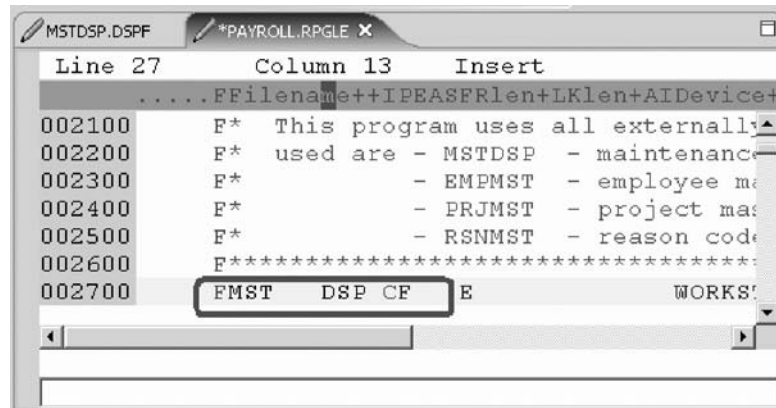 MSTDSP.DSPF *PAYROLL.RPGLE
Line 27 Column 13 Insert
.....FFilename++IPEASFRlen+LKlen+AIDevice+
002100 F* This program uses all externally
002200 F* used are - MSTDSP - maintenance
002300 F* - EMPMST - employee ma
002400 F* - PRJMST - project mas
002500 F* - RSNMST - reason code
002600 F*************************************
002700 FMST DSP CF E WORKST